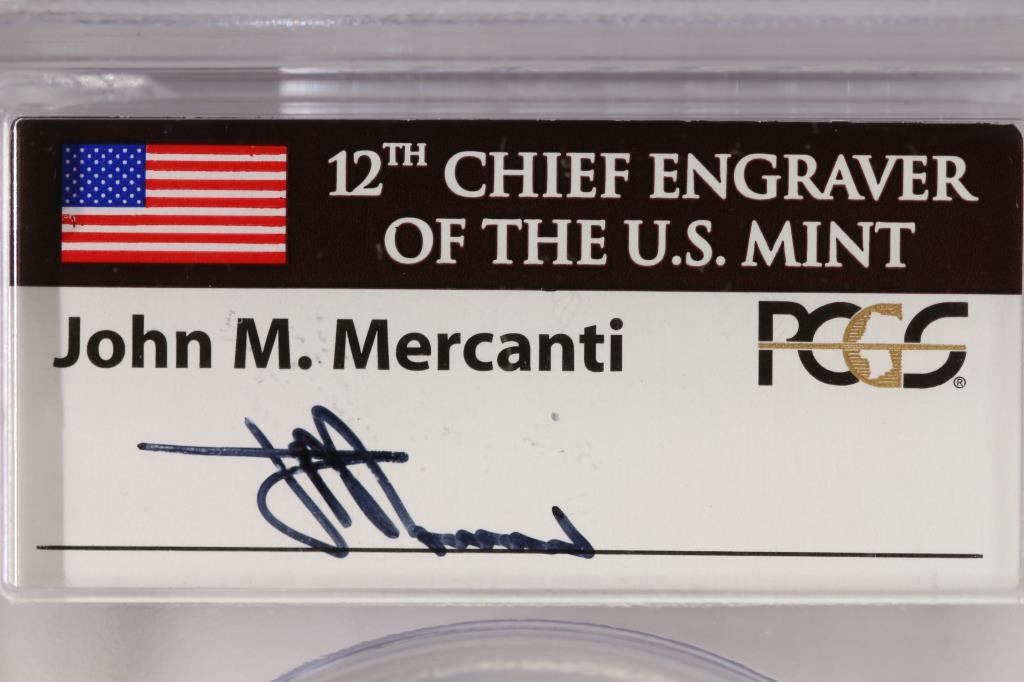 12TH CHIEF ENGRAVER
OF THE U.S. MINT
John M. Mercanti
PCGS®